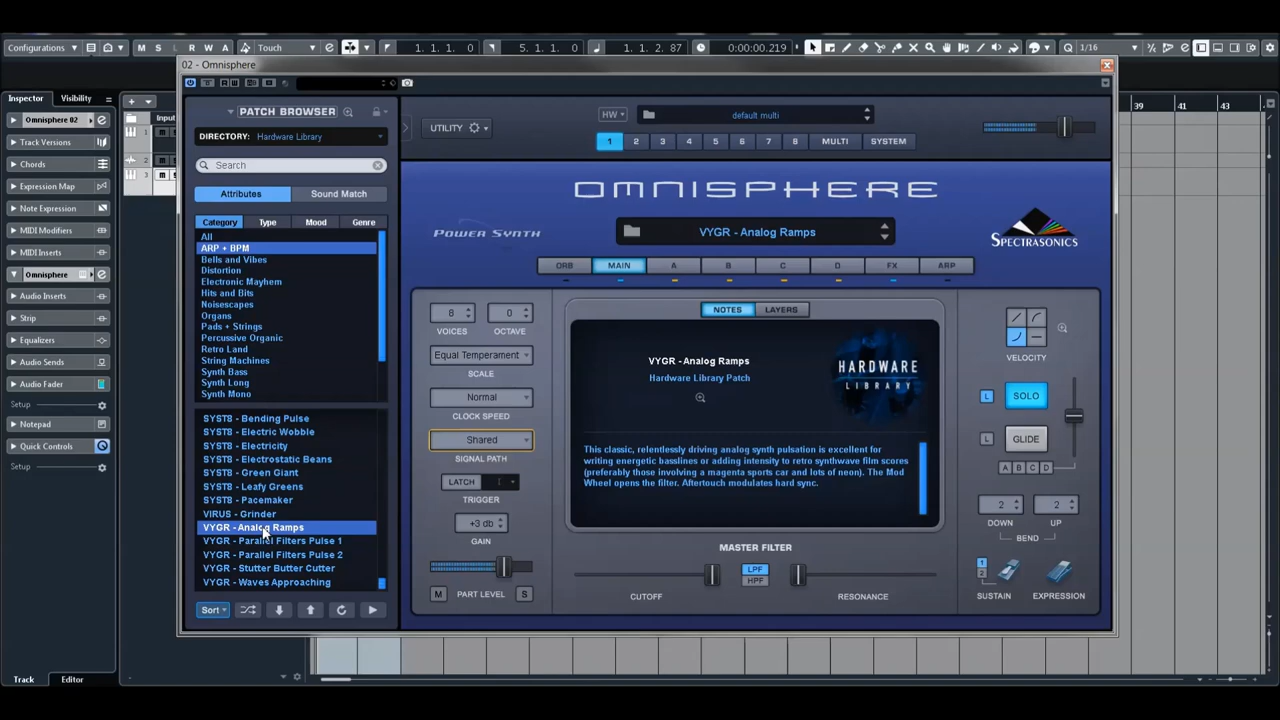 Configurations
M S L R W A
Touch
1. 1. 1. 0
5. 1. 1. 0
1. 1. 2. 87
0:00:00.219
Q 1/16
02 - Omnisphere
Inspector
Visibility
Omnisphere 02
Track Versions
Chords
Expression Map
Note Expression
MIDI Modifiers
MIDI Inserts
Omnisphere
Audio Inserts
Strip
Equalizers
Audio Sends
Audio Fader
Setup
Notepad
Quick Controls
Setup
Track
Editor
Input
1
2
3
39
41
43
PATCH BROWSER
DIRECTORY: Hardware Library
Search
Attributes
Sound Match
Category
Type
Mood
Genre
All
ARP + BPM
Bells and Vibes
Distortion
Electronic Mayhem
Hits and Bits
Noisescapes
Organs
Pads + Strings
Percussive Organic
Retro Land
String Machines
Synth Bass
Synth Long
Synth Mono
SYST8 - Bending Pulse
SYST8 - Electric Wobble
SYST8 - Electricity
SYST8 - Electrostatic Beans
SYST8 - Green Giant
SYST8 - Leafy Greens
SYST8 - Pacemaker
VIRUS - Grinder
VYGR - Analog Ramps
VYGR - Parallel Filters Pulse 1
VYGR - Parallel Filters Pulse 2
VYGR - Stutter Butter Cutter
VYGR - Waves Approaching
Sort
UTILITY
HW
default multi
1 2 3 4 5 6 7 8 MULTI SYSTEM
OMNISPHERE
POWER SYNTH
VYGR - Analog Ramps
SPECTRASONICS
ORB MAIN A B C D FX ARP
8
VOICES
0
OCTAVE
Equal Temperament
SCALE
Normal
CLOCK SPEED
Shared
SIGNAL PATH
LATCH
TRIGGER
+3 db
GAIN
M PART LEVEL S
NOTES
LAYERS
VYGR - Analog Ramps
Hardware Library Patch
HARDWARE
LIBRARY
This classic, relentlessly driving analog synth pulsation is excellent for
writing energetic basslines or adding intensity to retro synthwave film scores
(preferably those involving a magenta sports car and lots of neon). The Mod
Wheel opens the filter. Aftertouch modulates hard sync.
MASTER FILTER
LPF
HPF
CUTOFF
RESONANCE
VELOCITY
L SOLO
L GLIDE
A B C D
2
DOWN
2
UP
BEND
1
2
SUSTAIN
EXPRESSION